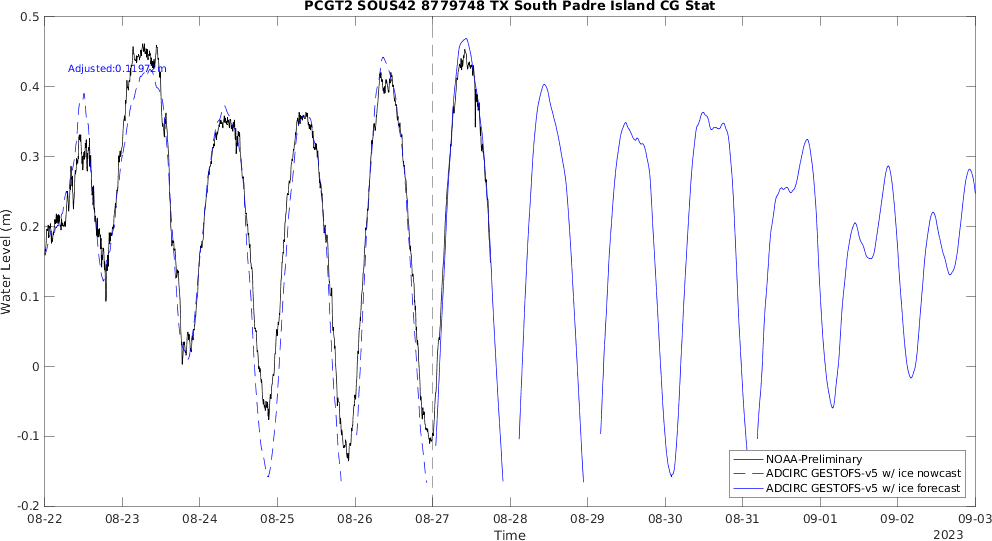 PCGT2 SOUS42 8779748 TX South Padre Island CG Stat
Water Level (m)
0.5
0.4
0.3
0.2
0.1
0
-0.1
-0.2
NOAA-Preliminary
ADCIRC GESTOFS-v5 w/ ice nowcast
ADCIRC GESTOFS-v5 w/ ice forecast
08-22 08-23 08-24 08-25 08-26 08-27 08-28 08-29 08-30 08-31 09-01 09-02 09-03
Time
2023